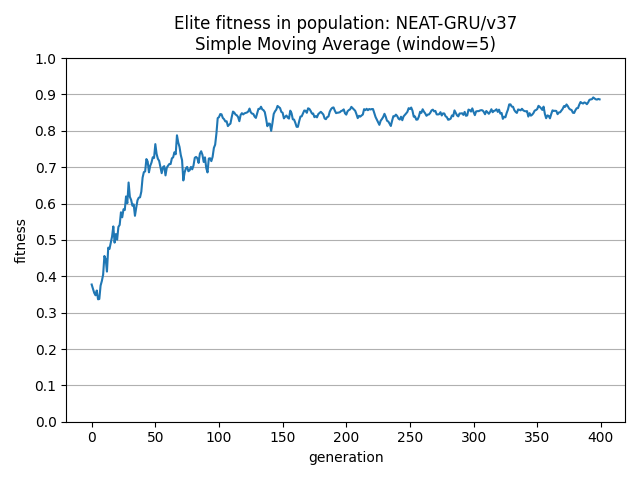 Elite fitness in population: NEAT-GRU/v37
Simple Moving Average (window=5)
1.0
0.9
0.8
0.7
0.6
0.5
0.4
0.3
0.2
0.1
0.0
fitness
0 50 100 150 200 250 300 350 400
generation